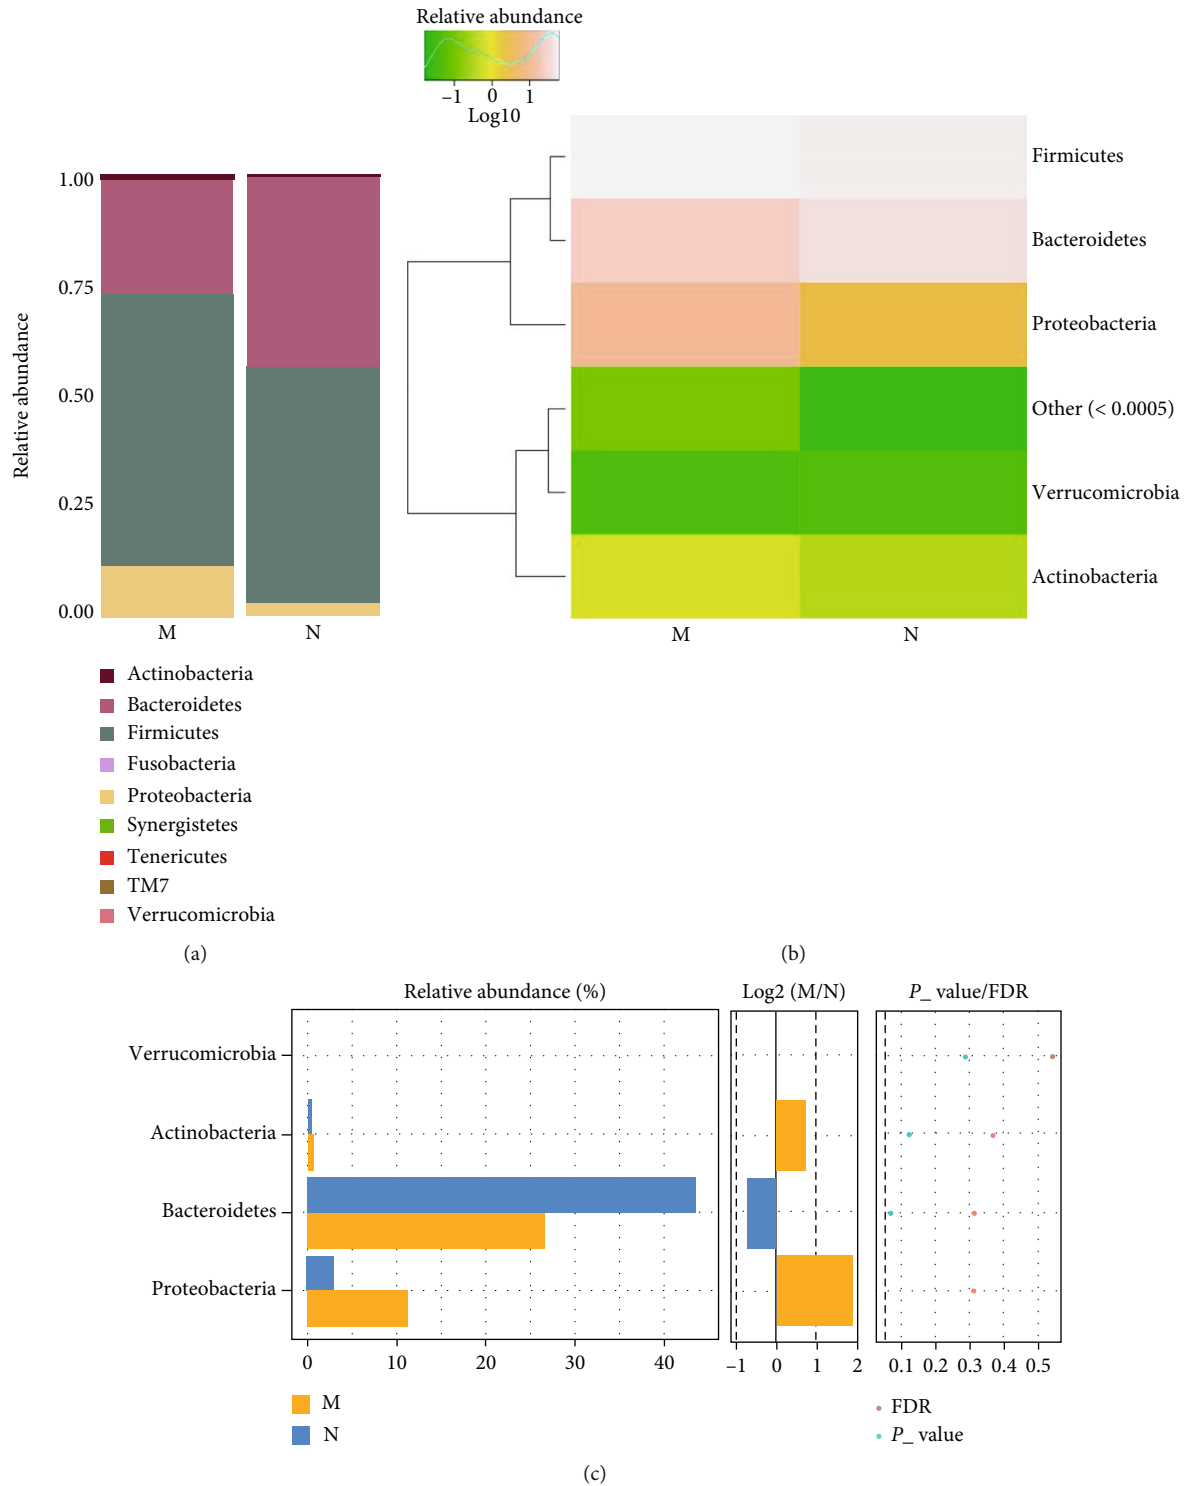 Relative abundance
−1 0 1
Log10
Relative abundance
1.00
0.75
0.50
0.25
0.00
M N
Actinobacteria
Bacteroidetes
Firmicutes
Fusobacteria
Proteobacteria
Synergistetes
Tenericutes
TM7
Verrucomicrobia
(a)
Firmicutes
Bacteroidetes
Proteobacteria
Other (< 0.0005)
Verrucomicrobia
Actinobacteria
M N
(b)
Relative abundance (%)
Log2 (M/N)
P_ value/FDR
Verrucomicrobia
Actinobacteria
Bacteroidetes
Proteobacteria
0 10 20 30 40
−1 0 1 2
0.1 0.2 0.3 0.4 0.5
M
N
FDR
P_ value
(c)